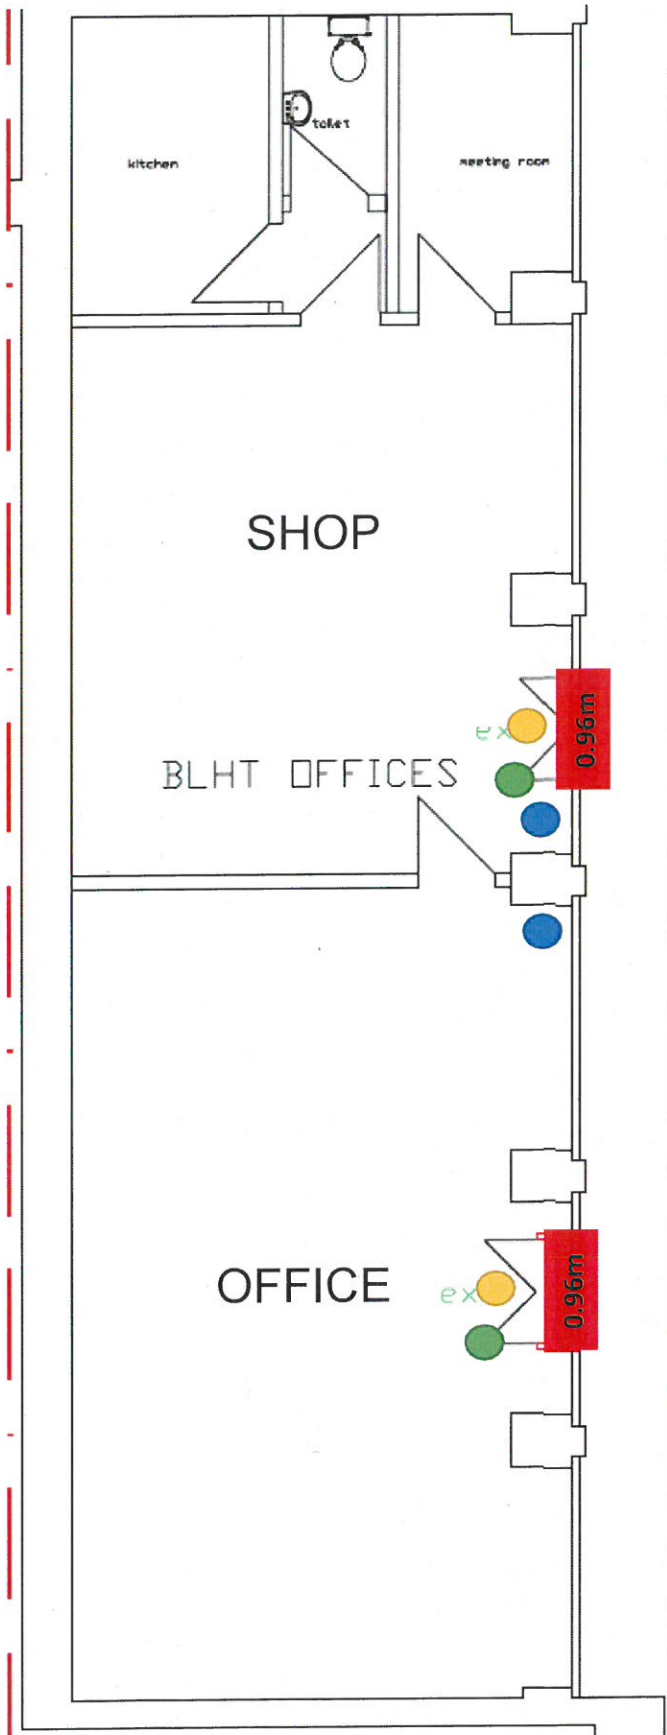 toilet
kitchen
meeting room
SHOP
0.96m
ex
BLHT OFFICES
OFFICE
ex
0.96m